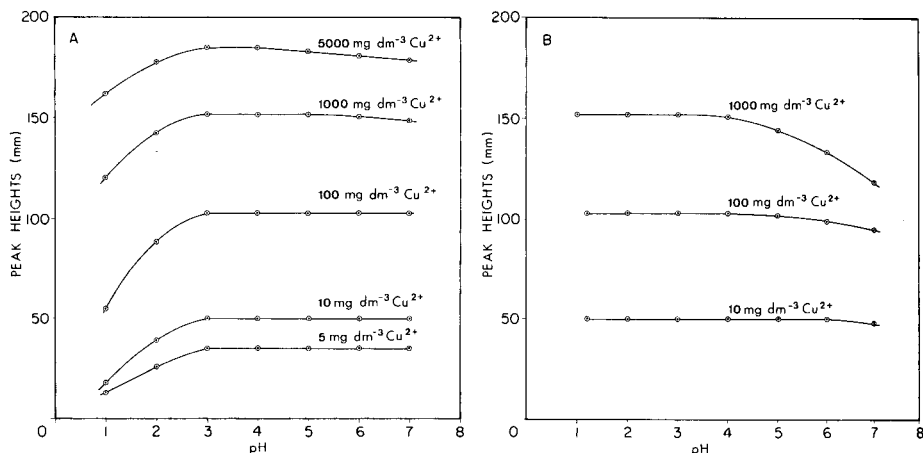 A
PEAK HEIGHTS (mm)
200
150
100
50
0
5000 mg dm⁻³ Cu²⁺
1000 mg dm⁻³ Cu²⁺
100 mg dm⁻³ Cu²⁺
10 mg dm⁻³ Cu²⁺
5 mg dm⁻³ Cu²⁺
1 2 3 4 5 6 7 8
pH
B
PEAK HEIGHTS (mm)
200
150
100
50
0
1000 mg dm⁻³ Cu²⁺
100 mg dm⁻³ Cu²⁺
10 mg dm⁻³ Cu²⁺
1 2 3 4 5 6 7 8
pH